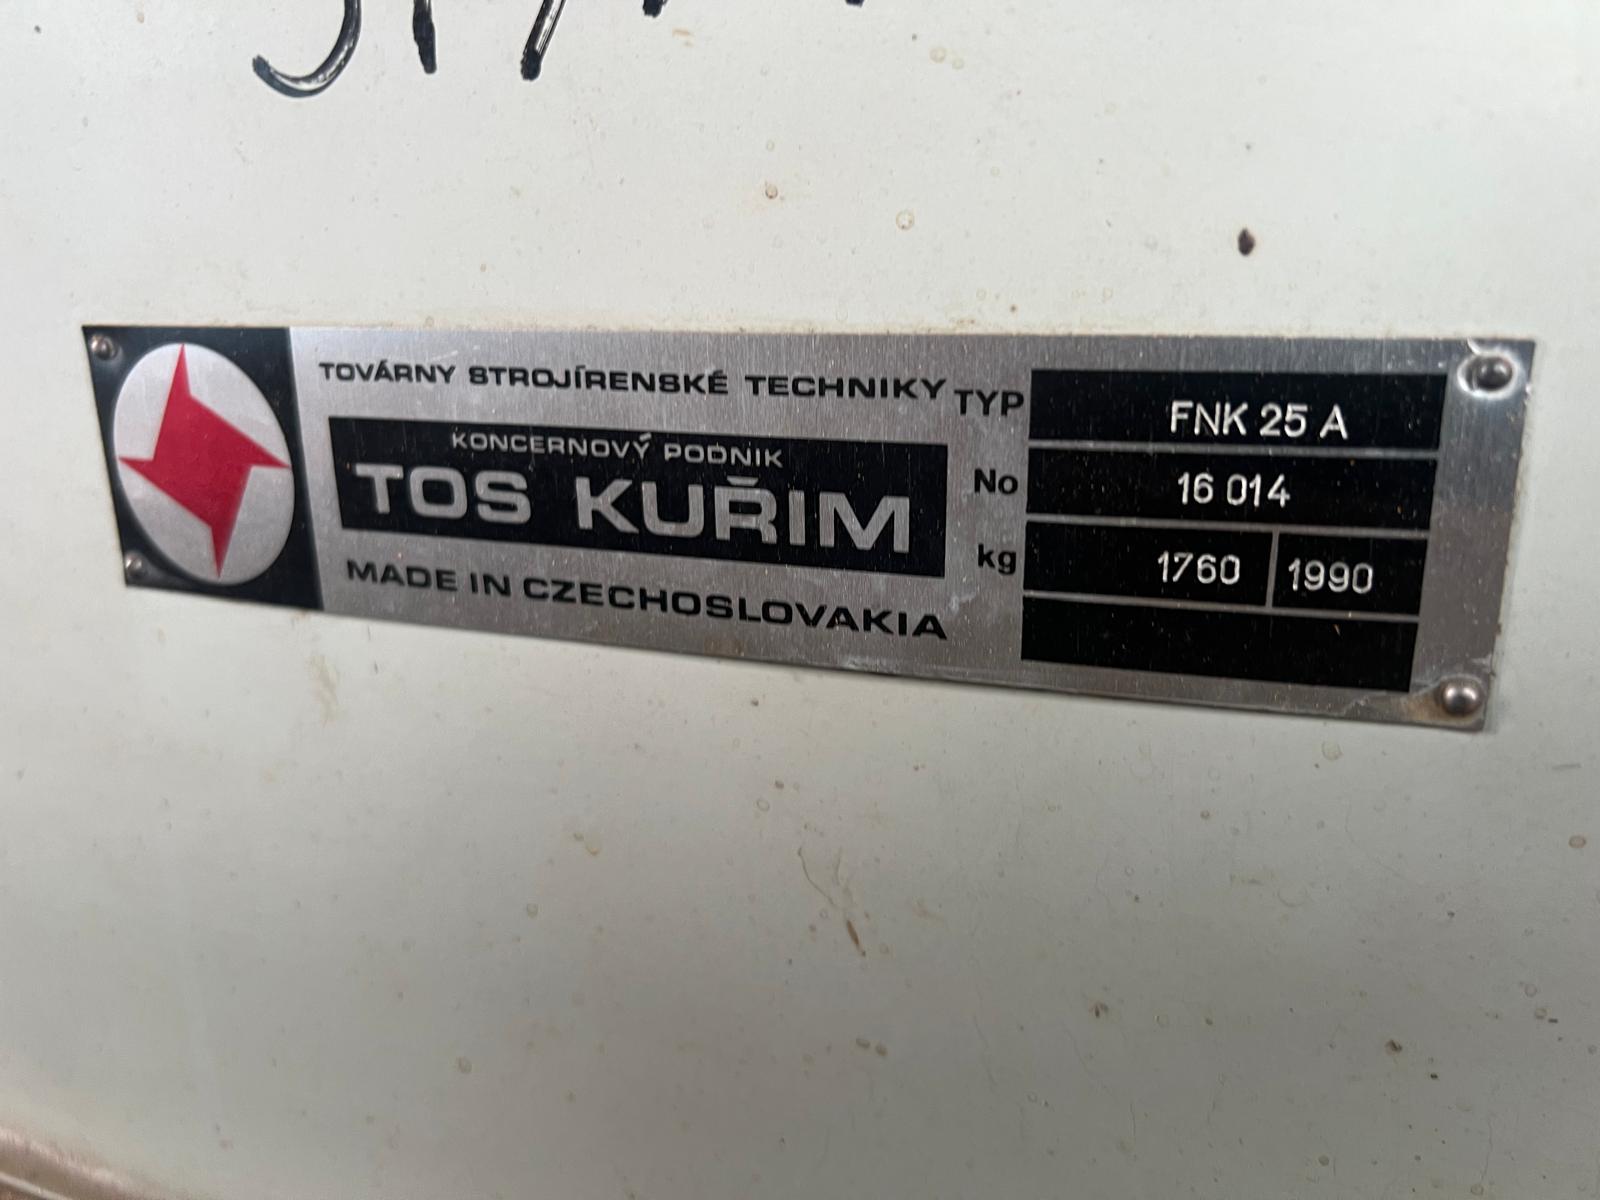 TOVÁRNY STROJÍRENSKÉ TECHNIKY
KONCERNOVÝ PODNIK
TOS KUŘIM
MADE IN CZECHOSLOVAKIA
TYP FNK 25 A
No 16 014
kg 1760 1990